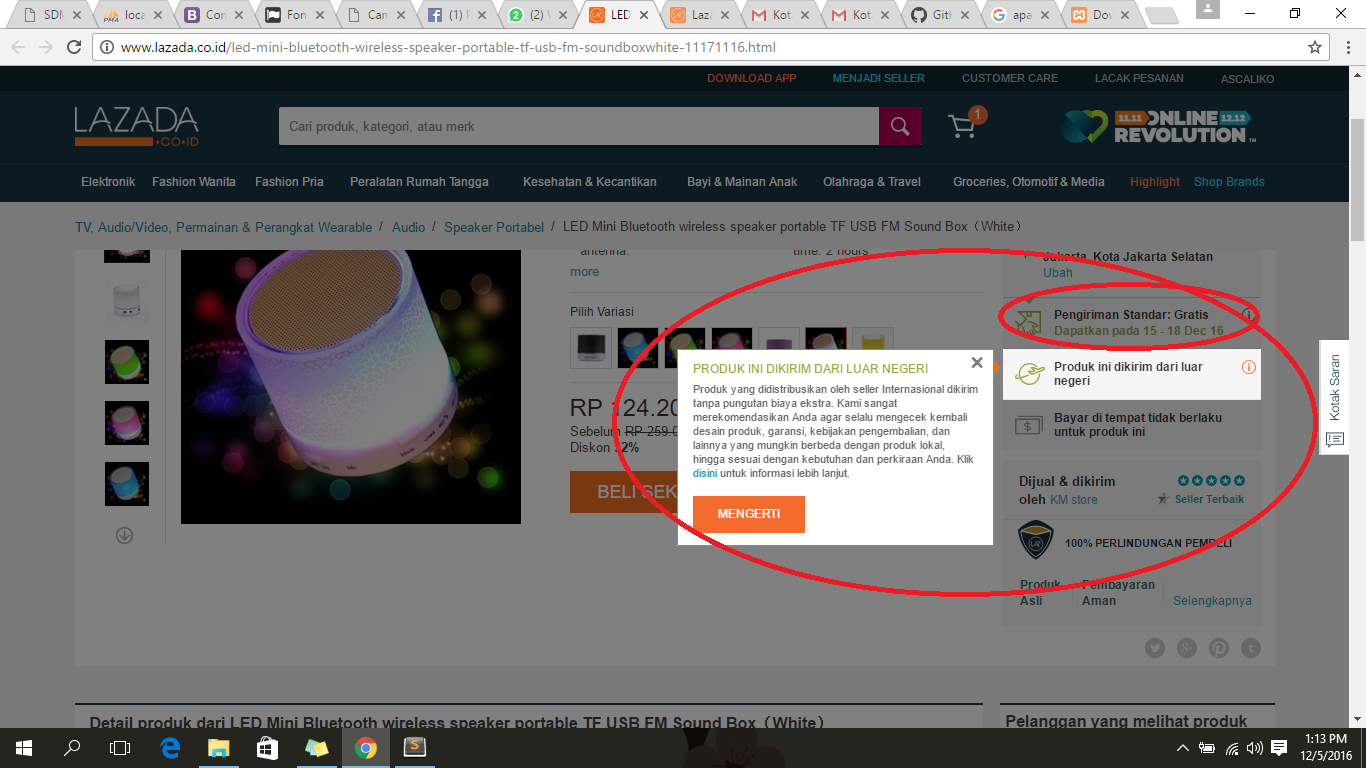 SDM
loca
Con
Fon
Can
(1) F
(2) V
LED
Laza
Kota
Kota
GitH
apa
Dow
www.lazada.co.id/led-mini-bluetooth-wireless-speaker-portable-tf-usb-fm-soundboxwhite-11171116.html
DOWNLOAD APP MENJADI SELLER CUSTOMER CARE LACAK PESANAN ASCALIKO
LAZADA
.CO.ID
Cari produk, kategori, atau merk
1
11.11 ONLINE 12.12
REVOLUTION TM
Elektronik Fashion Wanita Fashion Pria Peralatan Rumah Tangga Kesehatan & Kecantikan Bayi & Mainan Anak Olahraga & Travel Groceries, Otomotif & Media Highlight Shop Brands
TV, Audio/Video, Permainan & Perangkat Wearable / Audio / Speaker Portabel / LED Mini Bluetooth wireless speaker portable TF USB FM Sound Box（White）
antenna: time: 2 hours
more
Pilih Variasi
RP 124.20
Sebelum RP 259.0
Diskon 52%
BELI SEK
PRODUK INI DIKIRIM DARI LUAR NEGERI
Produk yang didistribusikan oleh seller Internasional dikirim
tanpa pungutan biaya ekstra. Kami sangat
merekomendasikan Anda agar selalu mengecek kembali
desain produk, garansi, kebijakan pengembalian, dan
lainnya yang mungkin berbeda dengan produk lokal,
hingga sesuai dengan kebutuhan dan perkiraan Anda. Klik
disini untuk informasi lebih lanjut.
MENGERTI
Jakarta, Kota Jakarta Selatan
Ubah
Pengiriman Standar: Gratis
Dapatkan pada 15 - 18 Dec 16
Produk ini dikirim dari luar
negeri
Bayar di tempat tidak berlaku
untuk produk ini
Dijual & dikirim
oleh KM store
Seller Terbaik
100% PERLINDUNGAN PEMBELI
Produk
Asli
Pembayaran
Aman
Selengkapnya
Kotak Saran
Detail produk dari LED Mini Bluetooth wireless speaker portable TF USB FM Sound Box（White）
Pelanggan yang melihat produk
1:13 PM
12/5/2016